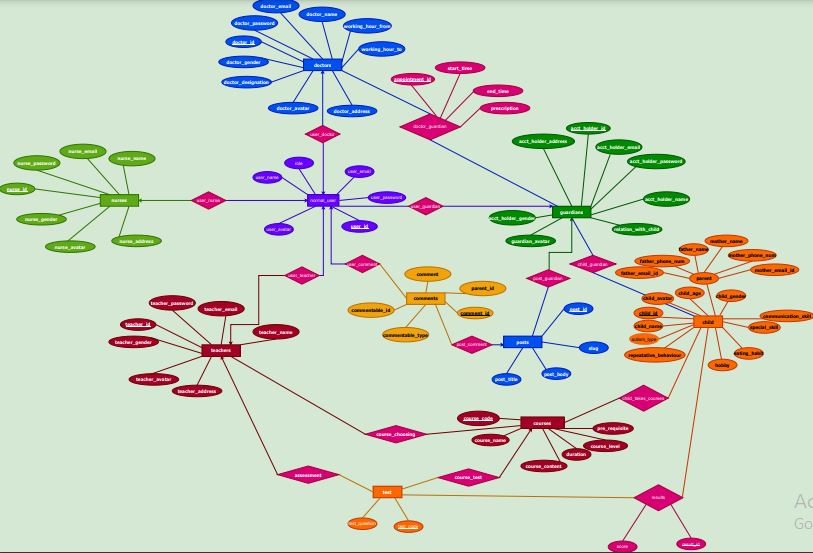 doctor_email
doctor_name
doctor_password
working_hour_from
doctor_id
working_hour_to
doctor_gender
doctors
doctor_designation
doctor_avatar
doctor_address
start_time
appointment_id
end_time
prescription
doctor_guardian
user_doctor
acct_holder_id
acct_holder_address
acct_holder_email
acct_holder_password
acct_holder_name
acct_holder_gender
guardians
relation_with_child
guardian_avatar
nurse_email
nurse_name
nurse_password
nurse_id
nurses
nurse_gender
nurse_avatar
nurse_address
user_nurse
role
user_email
user_name
user_password
normal_user
user_avatar
user_id
user_guardian
user_teacher
user_comment
comment
parent_id
comments
commentable_id
comment_id
commentable_type
post_guardian
child_guardian
mother_name
father_name
mother_phone_num
father_phone_num
mother_email_id
father_email_id
parent
child_age
child_avatar
child_gender
child_id
communication_skill
child_name
child
special_skill
autism_type
repeatative_behaviour
eating_habit
hobby
post_id
post_comment
posts
slug
post_title
post_body
teacher_password
teacher_email
teacher_id
teacher_name
teacher_gender
teachers
teacher_avatar
teacher_address
child_takes_courses
course_code
courses
pre_requisite
course_choosing
course_name
course_level
duration
course_content
assessment
course_test
test
results
test_question
test_code
score
result_id
Go